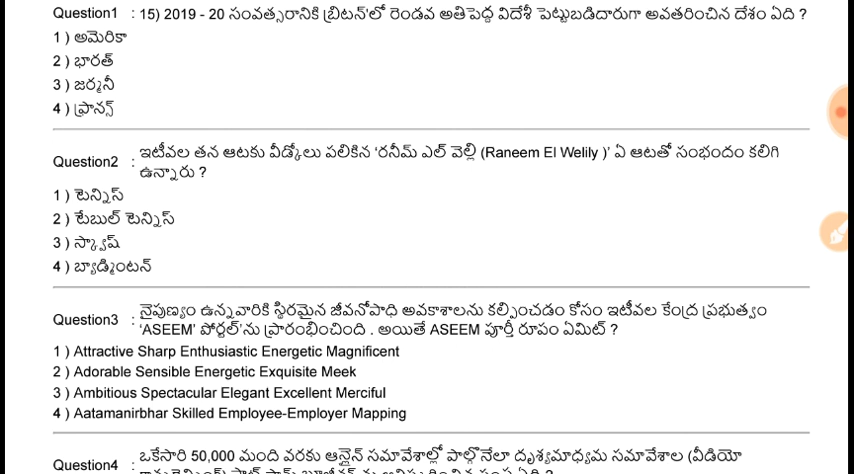 Question1 : 15) 2019 - 20 సంవత్సరానికి 'బ్రిటన్'లో రెండవ అతిపెద్ద విదేశీ పెట్టుబడిదారుగా అవతరించిన దేశం ఏది ?
1 ) అమెరికా
2 ) భారత్
3 ) జర్మనీ
4 ) ఫ్రాన్స్
Question2 : ఇటీవల తన ఆటకు వీడ్కోలు పలికిన 'రనీమ్ ఎల్ వెల్లి (Raneem El Welily )' ఏ ఆటతో సంభందం కలిగి
ఉన్నారు ?
1 ) టెన్నిస్
2 ) టేబుల్ టెన్నిస్
3 ) స్క్వాష్
4 ) బ్యాడ్మింటన్
Question3 : నైపుణ్యం ఉన్నవారికి స్థిరమైన జీవనోపాధి అవకాశాలను కల్పించడం కోసం ఇటీవల కేంద్ర ప్రభుత్వం
'ASEEM' పోర్టల్'ను ప్రారంభించింది . అయితే ASEEM పూర్తీ రూపం ఏమిటి ?
1 ) Attractive Sharp Enthusiastic Energetic Magnificent
2 ) Adorable Sensible Energetic Exquisite Meek
3 ) Ambitious Spectacular Elegant Excellent Merciful
4 ) Aatamanirbhar Skilled Employee-Employer Mapping
Question4 : ఒకేసారి 50,000 మంది వరకు ఆన్లైన్ సమావేశాల్లో పాల్గొనేలా దృశ్యమాధ్యమ సమావేశాల (వీడియో